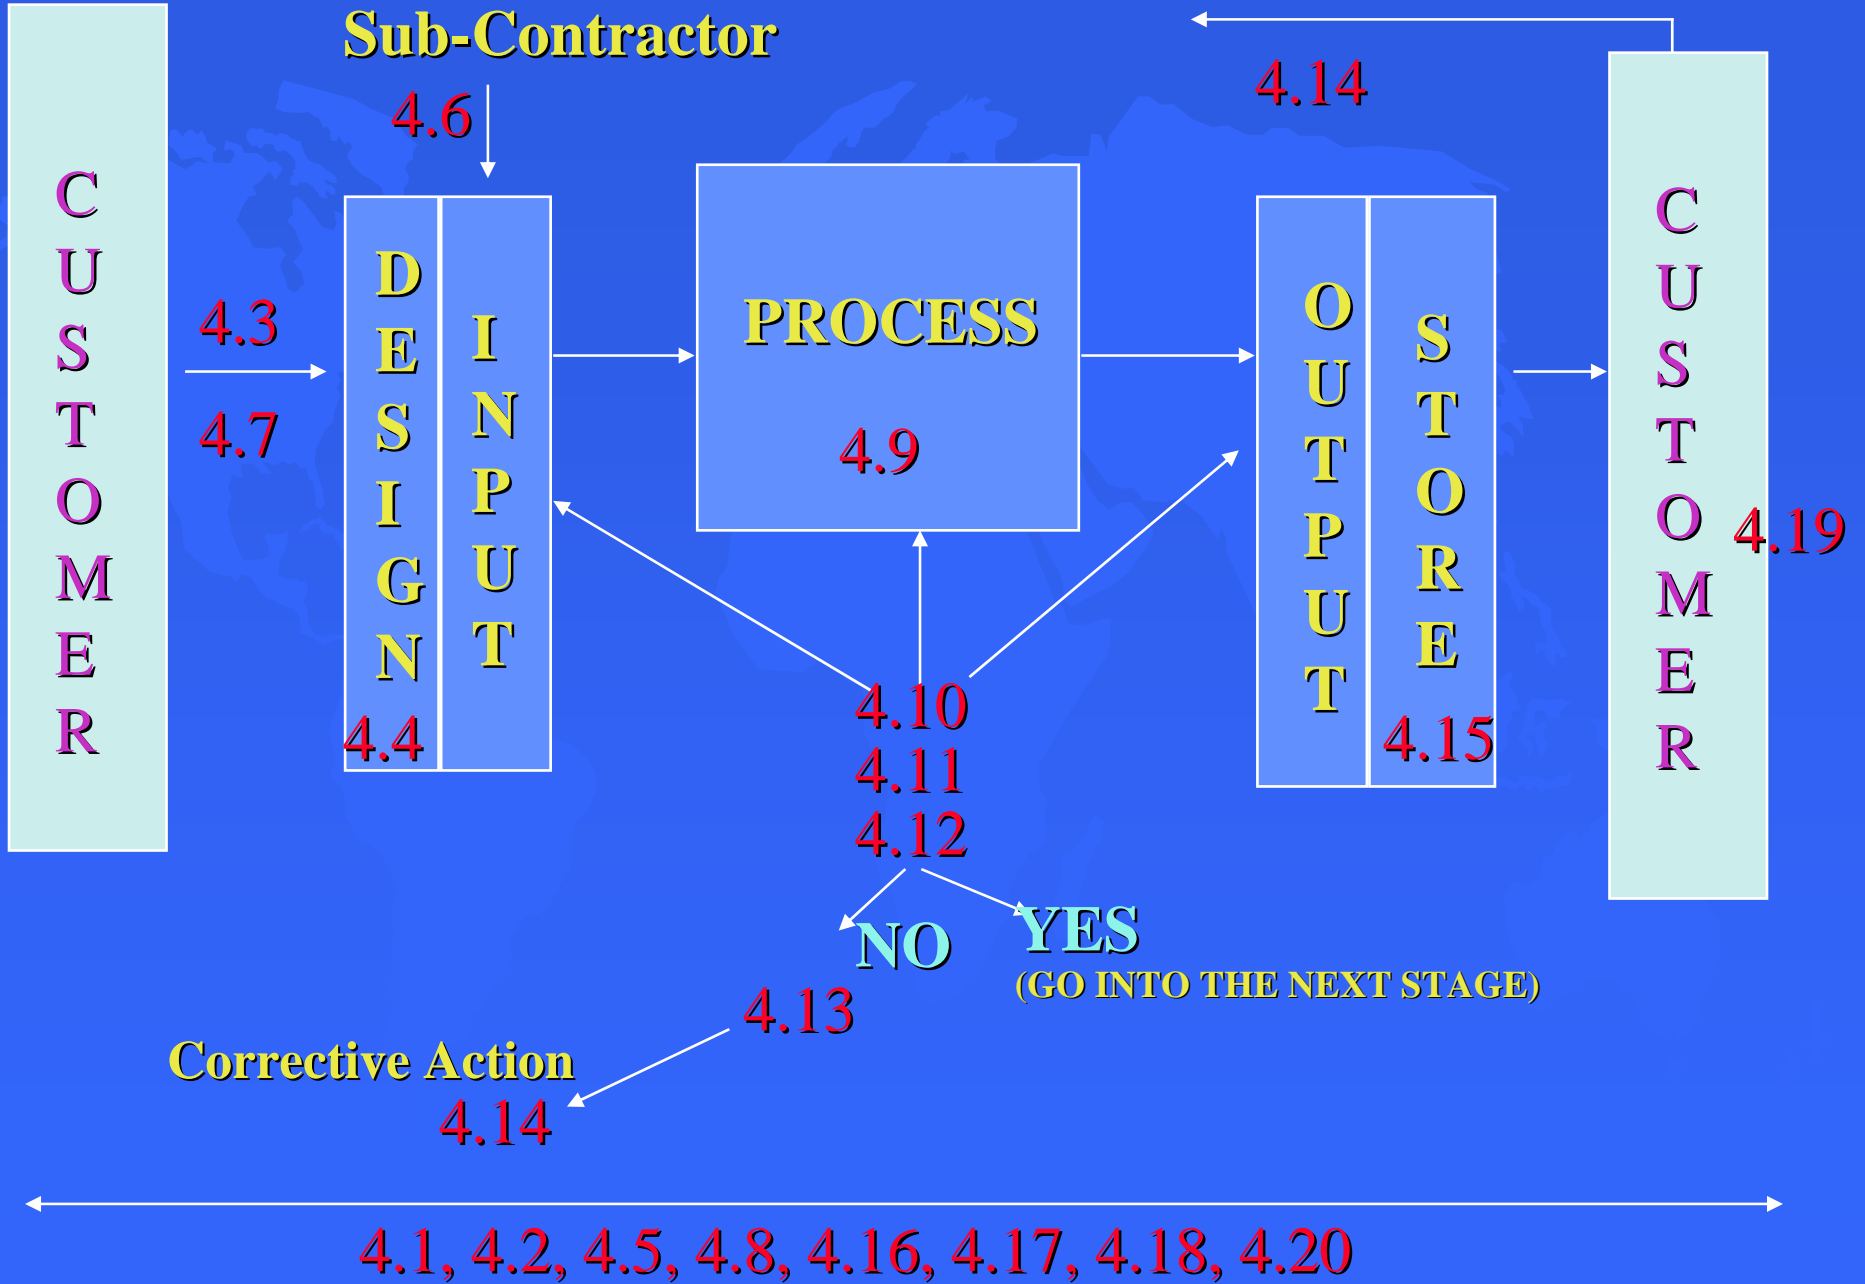 Sub-Contractor
4.6
4.14
CUSTOMER
4.3
4.7
DESIGN
4.4
INPUT
PROCESS
4.9
OUTPUT
STORE
4.15
CUSTOMER
4.19
4.10
4.11
4.12
NO
YES
(GO INTO THE NEXT STAGE)
4.13
Corrective Action
4.14
4.1, 4.2, 4.5, 4.8, 4.16, 4.17, 4.18, 4.20